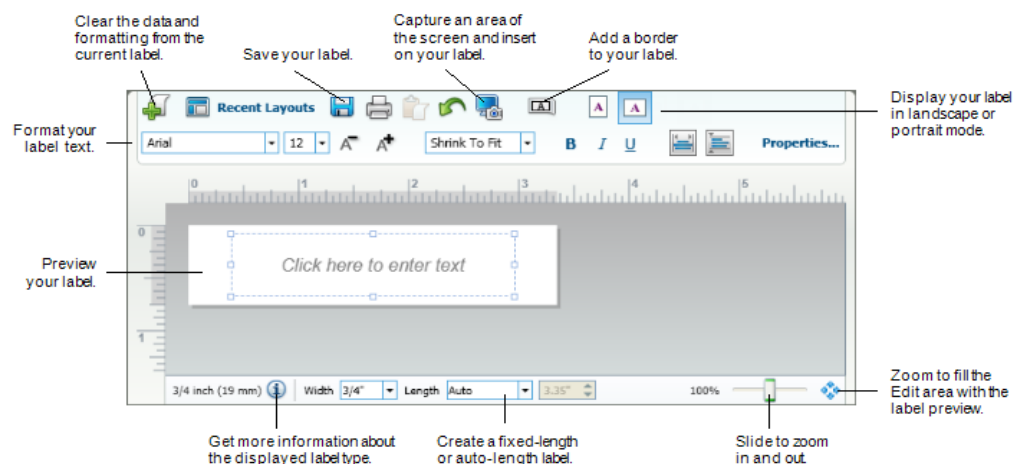 Clear the data and
formatting from the
current label.
Save your label.
Capture an area of
the screen and insert
on your label.
Add a border
to your label.
Display your label
in landscape or
portrait mode.
Format your
label text.
Recent Layouts
A
A
A
Arial
12
A
A
Shrink To Fit
B
I
U
Properties...
0
1
2
3
4
5
0
1
Preview
your label.
Click here to enter text
3/4 inch (19 mm)
Width
3/4"
Length
Auto
3.35"
100%
Zoom to fill the
Edit area with the
label preview.
Get more information about
the displayed label type.
Create a fixed-length
or auto-length label.
Slide to zoom
in and out.